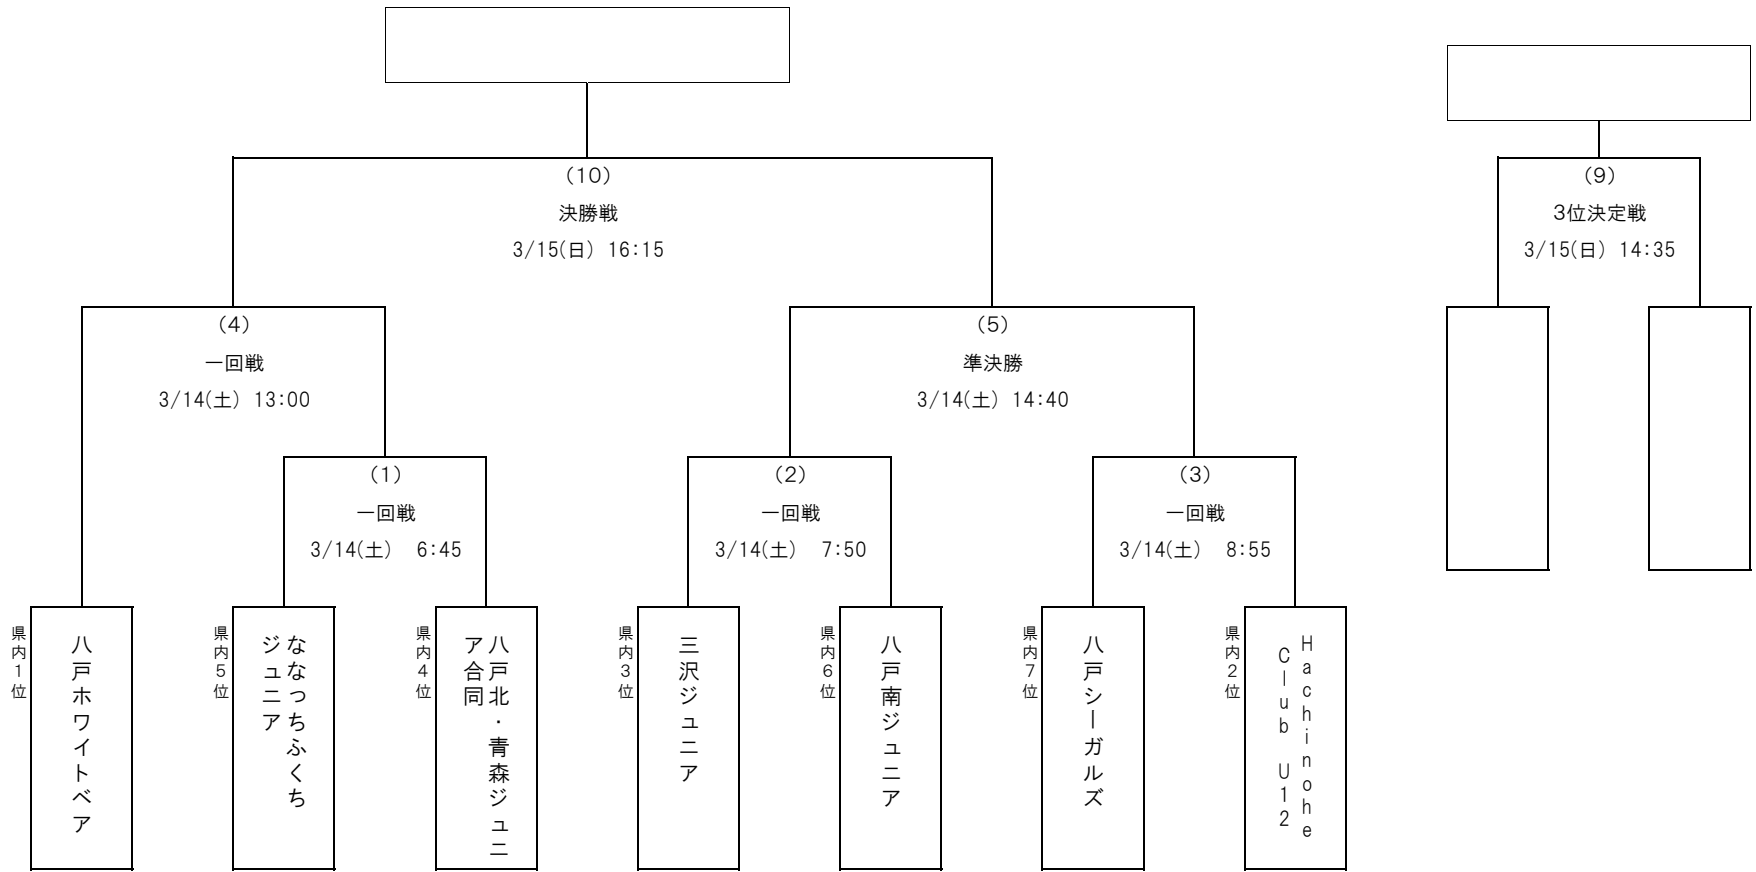 (10)
決勝戦
3/15(日) 16:15
(9)
3位決定戦
3/15(日) 14:35
(4)
一回戦
3/14(土) 13:00
(5)
準決勝
3/14(土) 14:40
(1)
一回戦
3/14(土) 6:45
(2)
一回戦
3/14(土) 7:50
(3)
一回戦
3/14(土) 8:55
県内1位
八戸ホワイトベア
県内5位
ななっちふくち
ジュニア
県内4位
八戸北・青森ジュニ
ア合同
県内3位
三沢ジュニア
県内6位
八戸南ジュニア
県内7位
八戸シーガルズ
県内2位
Hachinohe
Club U12